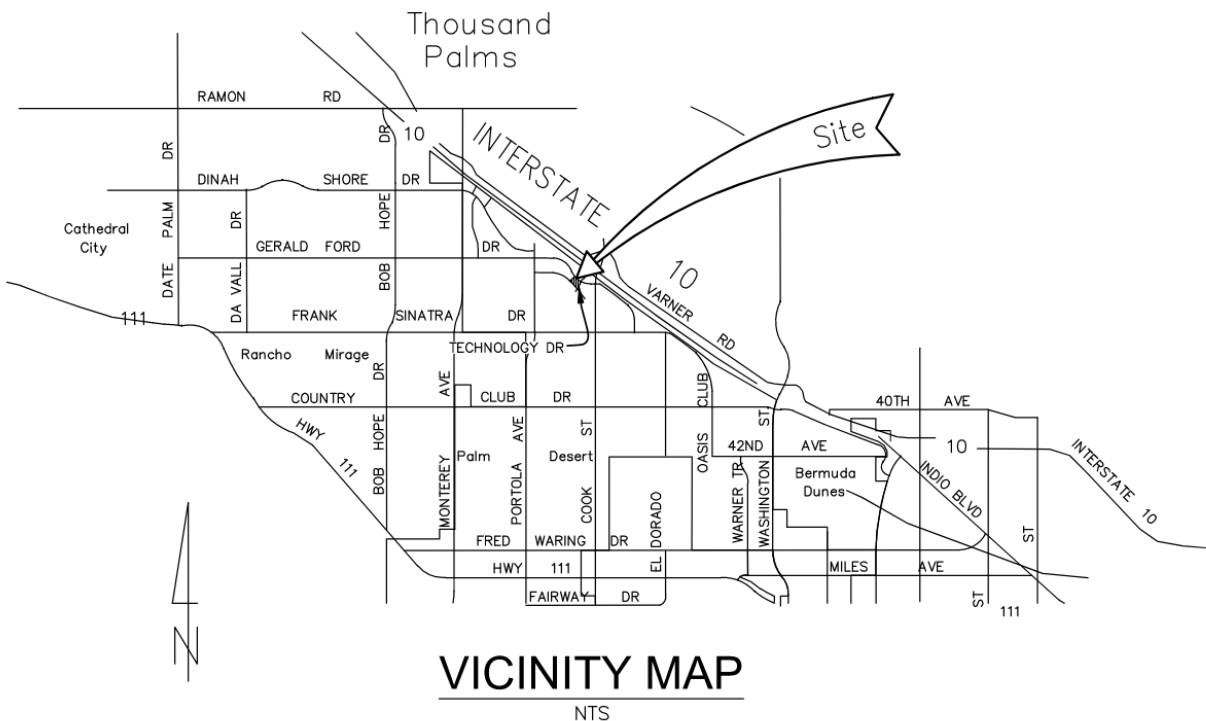 Thousand
Palms
RAMON RD
10
INTERSTATE
Site
DR
DR
DINAH SHORE DR
Cathedral
City
DATE PALM
DA VALL DR
BOB HOPE
GERALD FORD DR
10
VARNER RD
111
FRANK SINATRA DR
TECHNOLOGY DR
Rancho Mirage
COUNTRY CLUB DR
HWY 111
BOB HOPE DR
MONTEREY AVE
PORTOLA AVE
COOK ST
Palm Desert
EL DORADO
OASIS CLUB
WARNER TR
WASHINGTON ST
40TH AVE
42ND AVE
10
Bermuda
Dunes
INDIO BLVD
INTERSTATE 10
FRED WARING DR
HWY 111
MILES AVE
FAIRWAY DR
ST
ST
111
N
VICINITY MAP
NTS